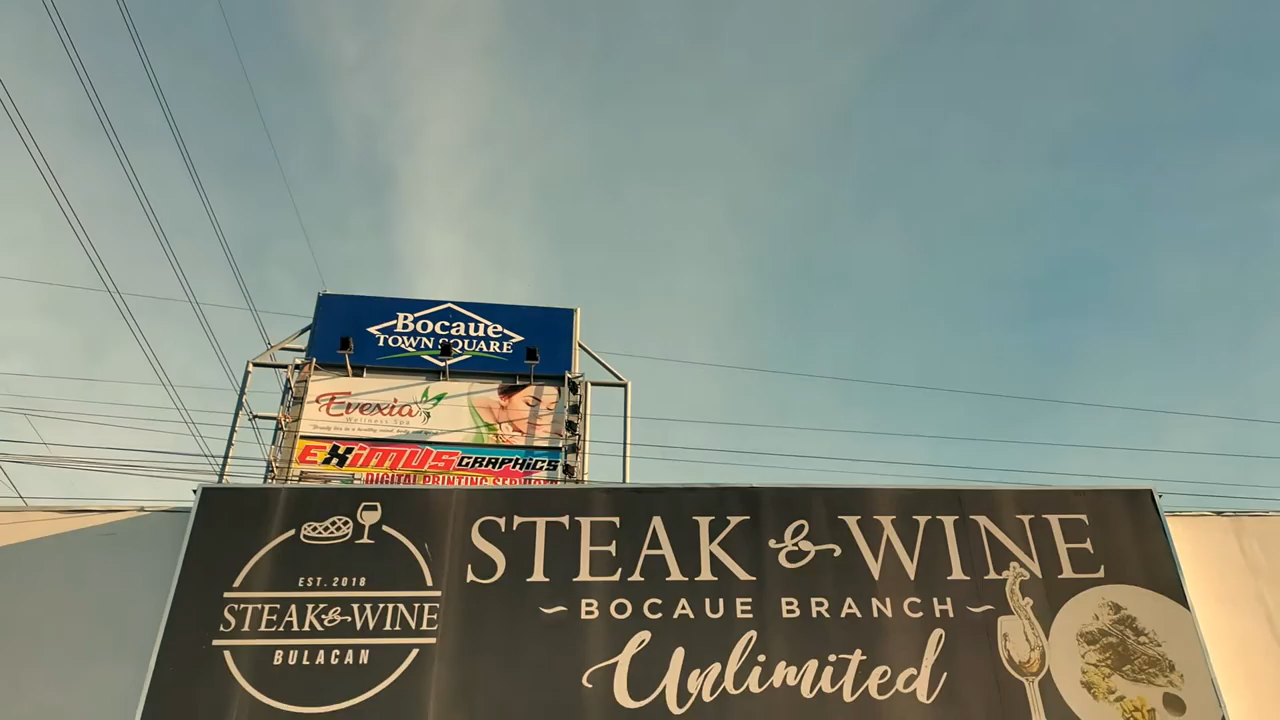 Bocaue
TOWN SQUARE
Evexia
Wellness Spa
EXiMUS GRAPHiCS
DIGITAL PRINTING SERVICES
EST. 2018
STEAK & WINE
BULACAN
STEAK & WINE
~BOCAUE BRANCH~
Unlimited